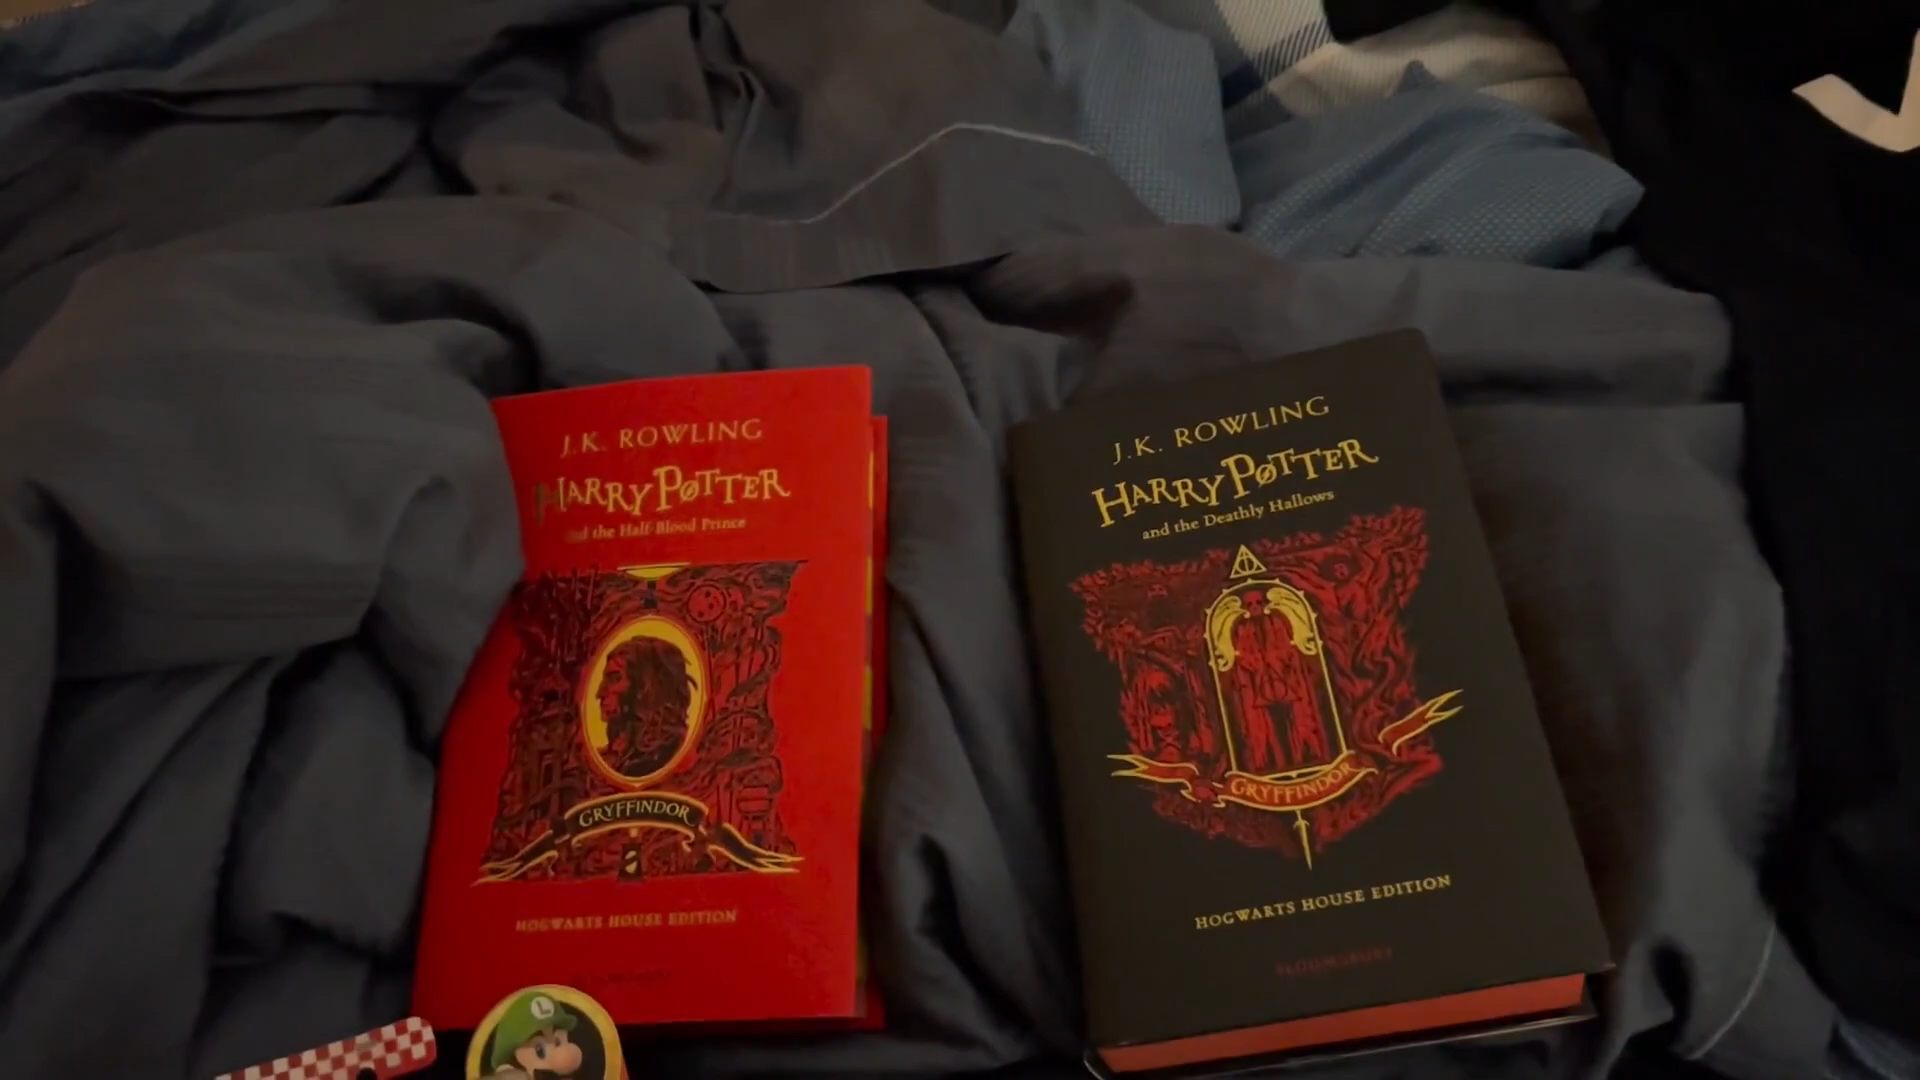 J.K. ROWLING
HARRY POTTER
and the Half-Blood Prince
GRYFFINDOR
HOGWARTS HOUSE EDITION
J.K. ROWLING
HARRY POTTER
and the Deathly Hallows
GRYFFINDOR
HOGWARTS HOUSE EDITION
BLOOMSBURY
L